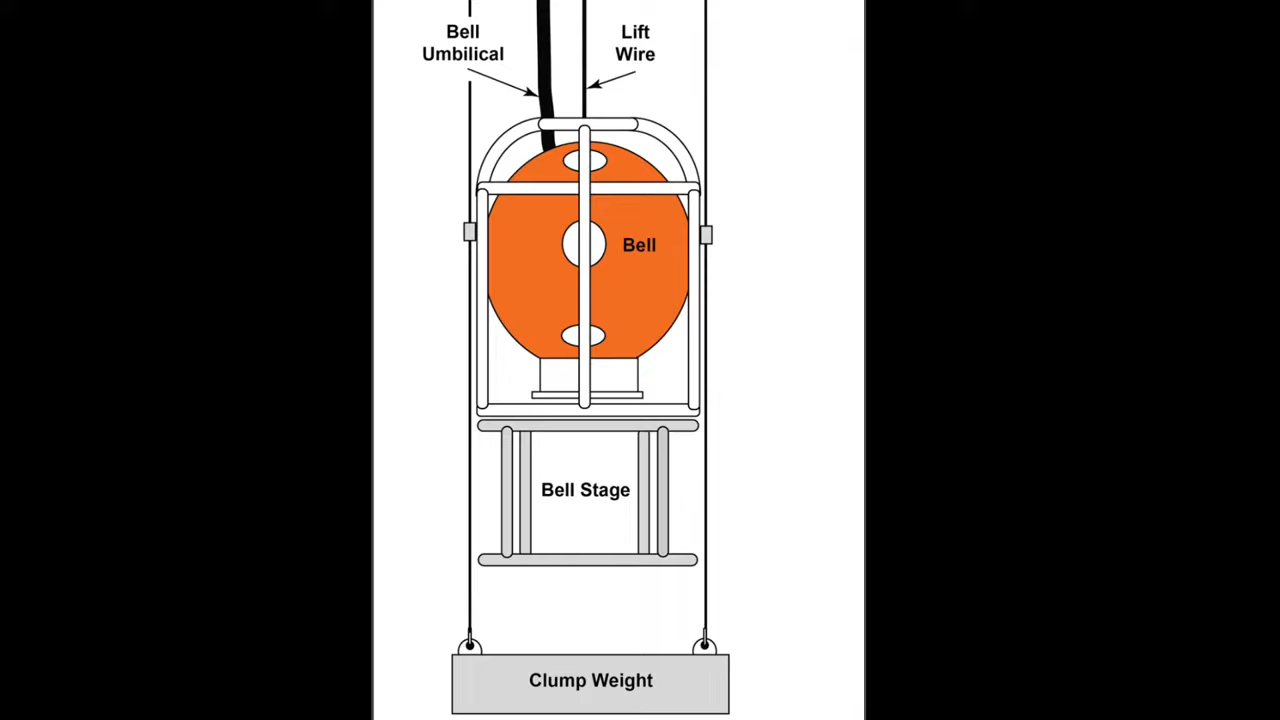 Bell
Umbilical
Lift
Wire
Bell
Bell Stage
Clump Weight